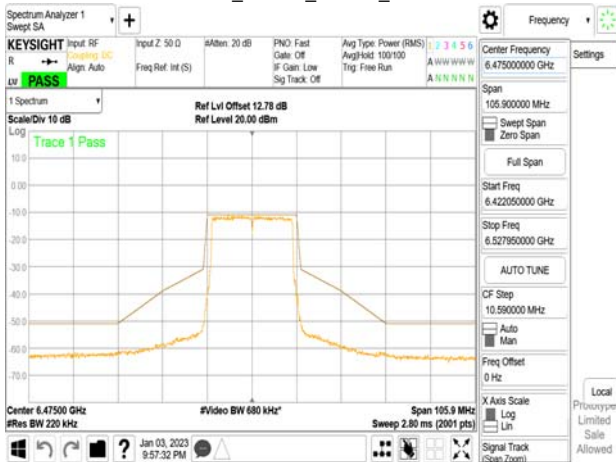 Spectrum Analyzer 1
Swept SA
Frequency
KEYSIGHT
R
LV
PASS
Input: RF
Coupling: DC
Align: Auto
Input Z: 50 Ω
Freq Ref: Int (S)
#Atten: 20 dB
PNO: Fast
Gate: Off
IF Gain: Low
Sig Track: Off
Avg Type: Power (RMS)
Avg|Hold: 100/100
Trig: Free Run
1 2 3 4 5 6
A W W W W W
A N N N N N
1 Spectrum
Scale/Div 10 dB
Ref Lvl Offset 12.78 dB
Ref Level 20.00 dBm
Log
Trace 1 Pass
10.0
0.00
-10.0
-20.0
-30.0
-40.0
-50.0
-60.0
-70.0
Center 6.47500 GHz
#Res BW 220 kHz
#Video BW 680 kHz*
Span 105.9 MHz
Sweep 2.80 ms (2001 pts)
Jan 03, 2023
9:57:32 PM
Center Frequency
6.475000000 GHz
Settings
Span
105.900000 MHz
Swept Span
Zero Span
Full Span
Start Freq
6.422050000 GHz
Stop Freq
6.527950000 GHz
AUTO TUNE
CF Step
10.590000 MHz
Auto
Man
Freq Offset
0 Hz
X Axis Scale
Log
Lin
Signal Track
(Span Zoom)
Local
Prototype
Limited
Sale
Allowed